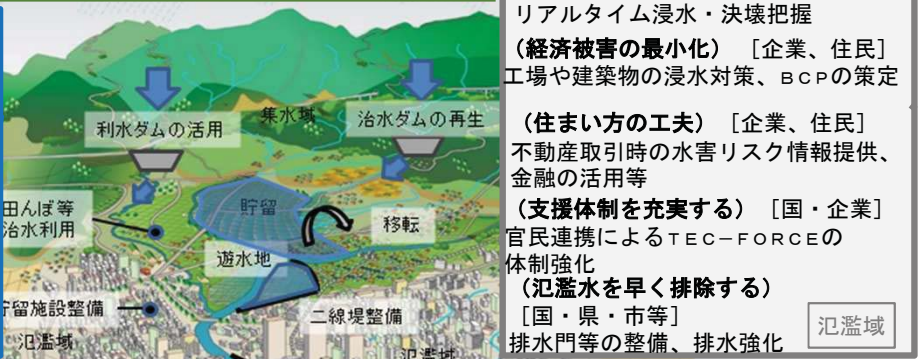 利水ダムの活用
集水域
治水ダムの再生
田んぼ等
治水利用
貯留
移転
遊水地
貯留施設整備
二線堤整備
氾濫域
氾濫域
リアルタイム浸水・決壊把握
（経済被害の最小化） ［企業、住民］
工場や建築物の浸水対策、BCPの策定
（住まい方の工夫） ［企業、住民］
不動産取引時の水害リスク情報提供、
金融の活用等
（支援体制を充実する） ［国・企業］
官民連携によるTEC－FORCEの
体制強化
（氾濫水を早く排除する）
［国・県・市等］
排水門等の整備、排水強化
氾濫域